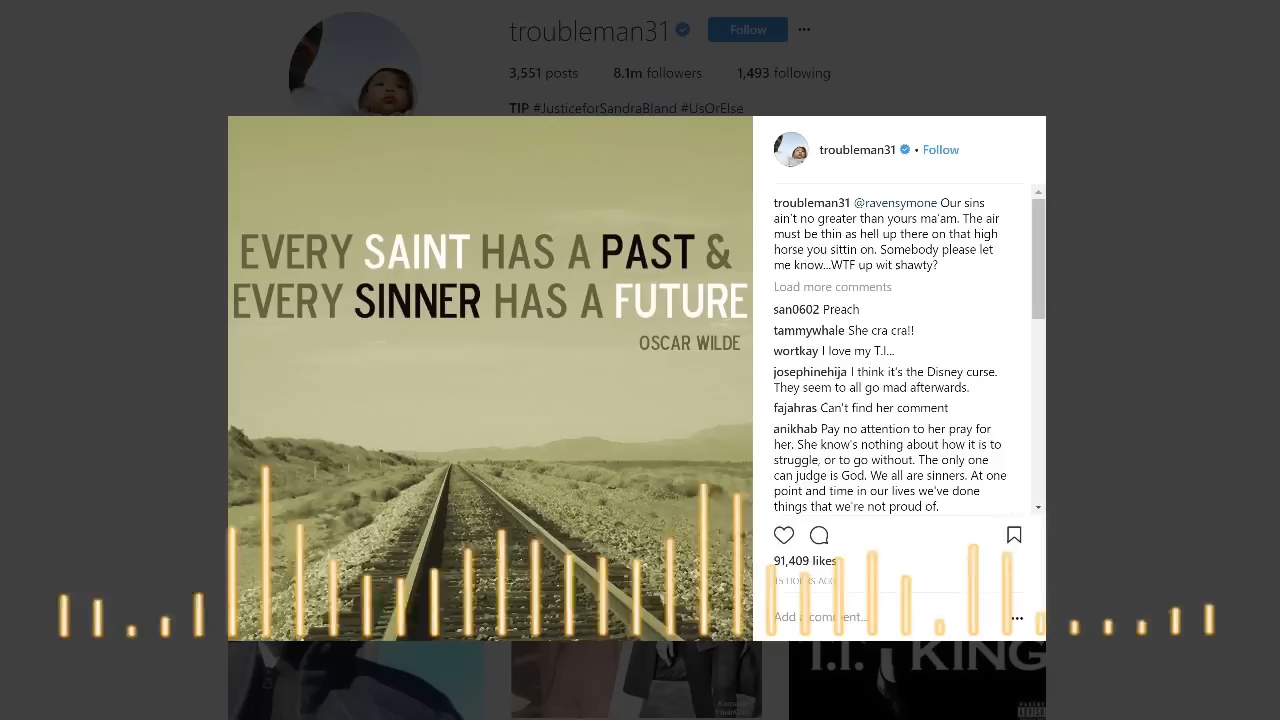 troubleman31 Follow ...
3,551 posts 8.1m followers 1,493 following
TIP #JusticeforSandraBland #UsOrElse
EVERY SAINT HAS A PAST &
EVERY SINNER HAS A FUTURE
OSCAR WILDE
troubleman31 • Follow
troubleman31 @ravensymone Our sins
ain't no greater than yours ma'am. The air
must be thin as hell up there on that high
horse you sittin on. Somebody please let
me know...WTF up wit shawty?
Load more comments
san0602 Preach
tammywhale She cra cra!!
wortkay I love my T.I...
josephinehija I think it's the Disney curse.
They seem to all go mad afterwards.
fajahras Can't find her comment
anikhab Pay no attention to her pray for
her. She know's nothing about how it is to
struggle, or to go without. The only one
can judge is God. We all are sinners. At one
point and time in our lives we've done
things that we're not proud of.
91,409 likes
15 HOURS AGO
Add a comment...
T.I. KING